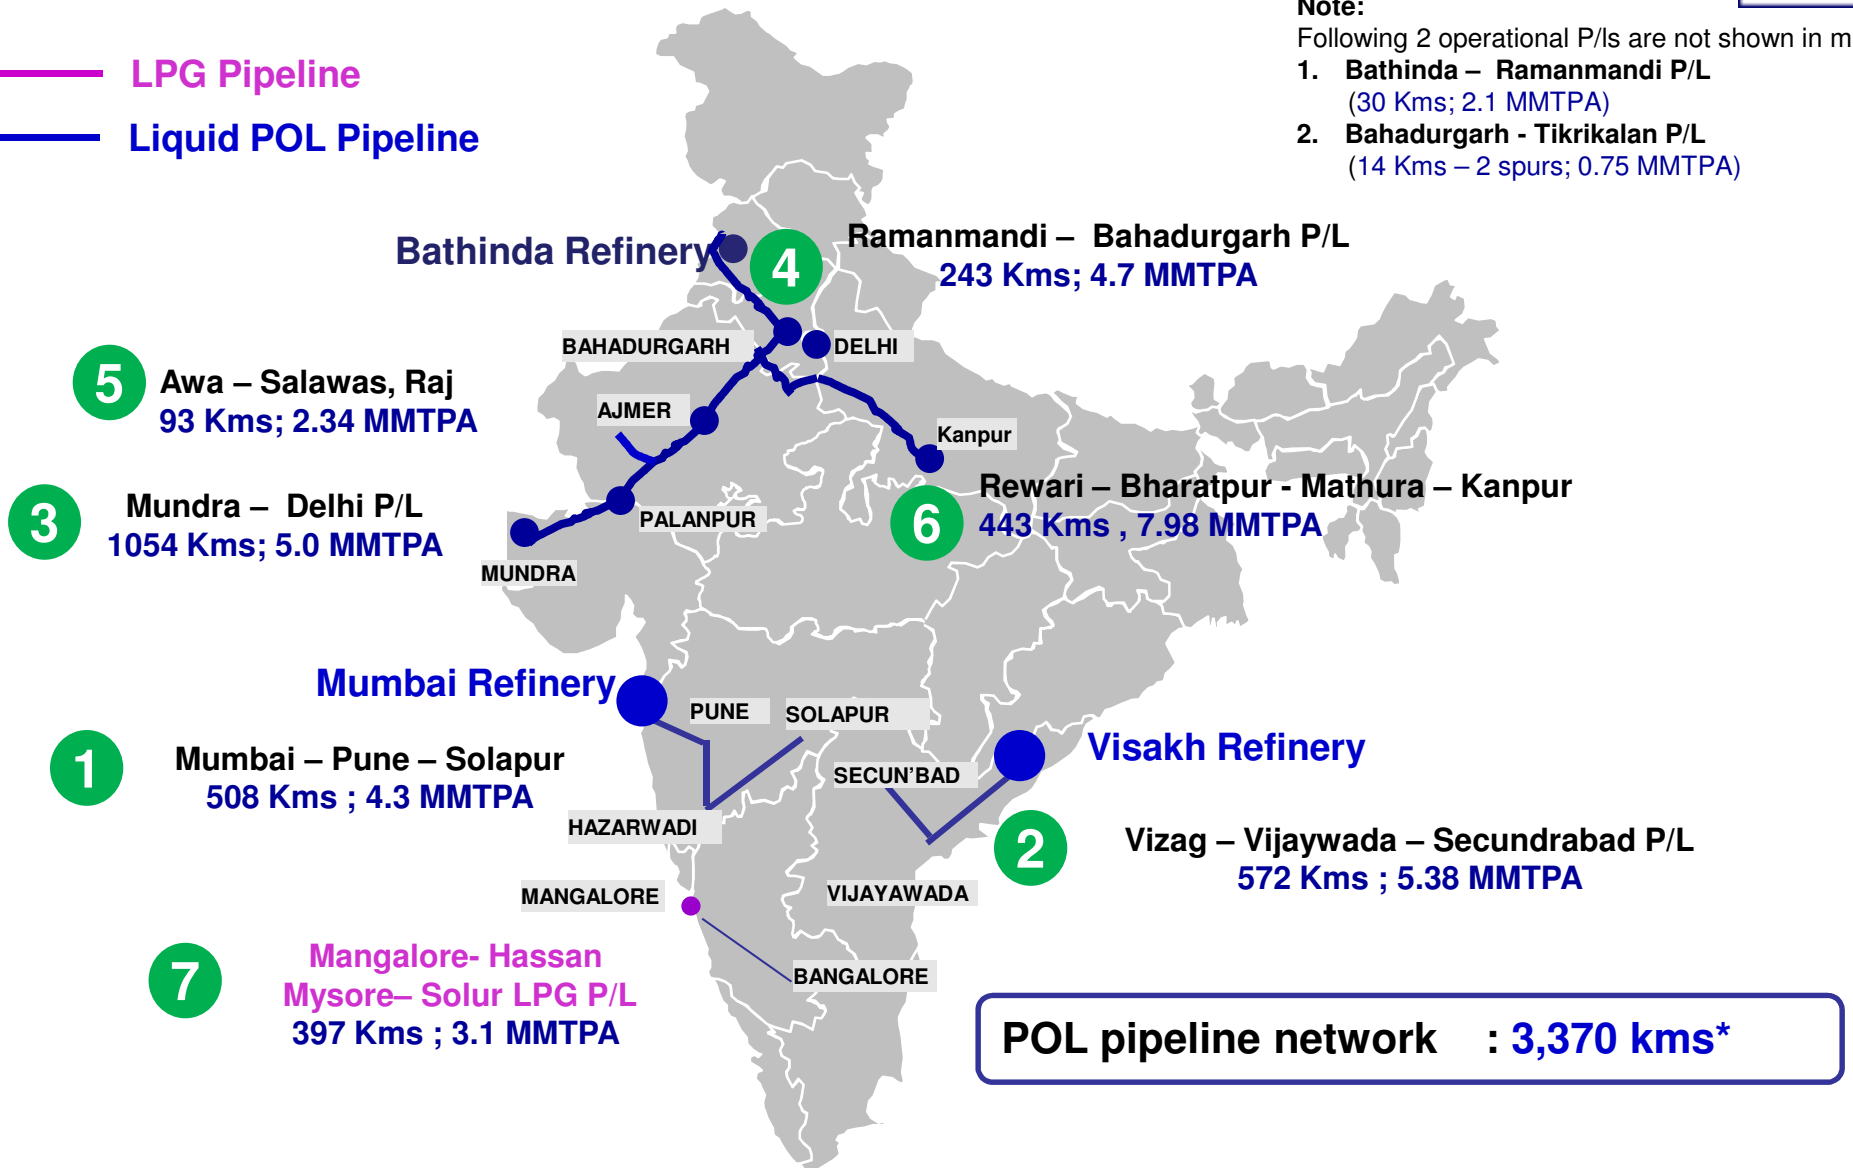 LPG Pipeline
Liquid POL Pipeline
Note:
Following 2 operational P/ls are not shown in m
1. Bathinda – Ramanmandi P/L
(30 Kms; 2.1 MMTPA)
2. Bahadurgarh - Tikrikalan P/L
(14 Kms – 2 spurs; 0.75 MMTPA)
Bathinda Refinery
4
Ramanmandi – Bahadurgarh P/L
243 Kms; 4.7 MMTPA
BAHADURGARH
DELHI
5
Awa – Salawas, Raj
93 Kms; 2.34 MMTPA
AJMER
Kanpur
3
Mundra – Delhi P/L
1054 Kms; 5.0 MMTPA
PALANPUR
MUNDRA
6
Rewari – Bharatpur - Mathura – Kanpur
443 Kms , 7.98 MMTPA
Mumbai Refinery
PUNE
SOLAPUR
1
Mumbai – Pune – Solapur
508 Kms ; 4.3 MMTPA
HAZARWADI
SECUN'BAD
Visakh Refinery
2
Vizag – Vijaywada – Secundrabad P/L
572 Kms ; 5.38 MMTPA
MANGALORE
VIJAYAWADA
7
Mangalore- Hassan
Mysore– Solur LPG P/L
397 Kms ; 3.1 MMTPA
BANGALORE
POL pipeline network : 3,370 kms*